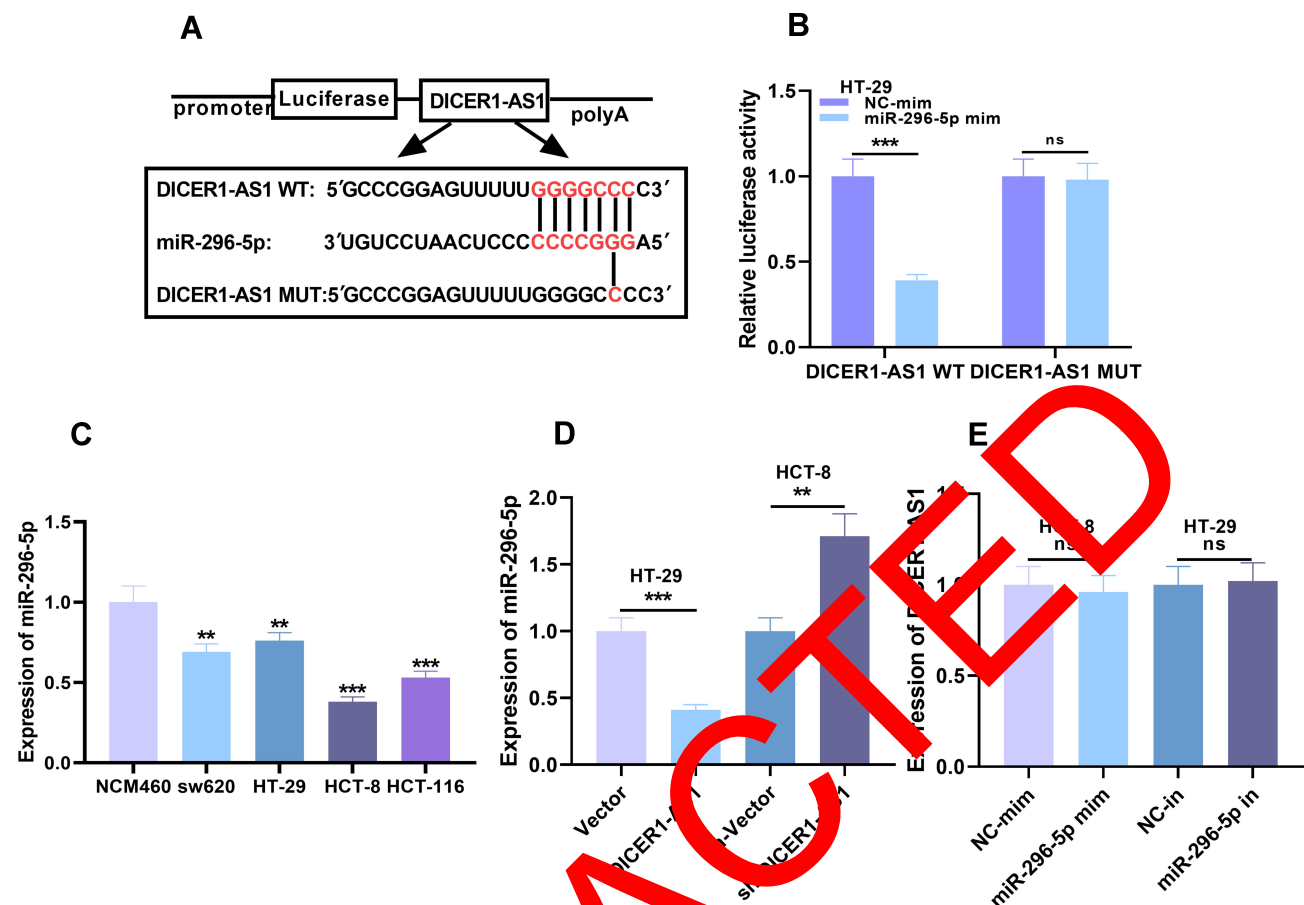 A
promoter
Luciferase
DICER1-AS1
polyA
DICER1-AS1 WT: 5′GCCCGGAGUUUUUGGGGCCCC3′
miR-296-5p: 3′UGUCCUAACUCCCCCCCGGGA5′
DICER1-AS1 MUT:5′GCCCGGAGUUUUUGGGGCCCC3′
B
Relative luciferase activity
1.5
1.0
0.5
0.0
HT-29
NC-mim
miR-296-5p mim
***
ns
DICER1-AS1 WT DICER1-AS1 MUT
C
Expression of miR-296-5p
1.5
1.0
0.5
0.0
**
**
***
***
NCM460 sw620 HT-29 HCT-8 HCT-116
D
Expression of miR-296-5p
2.0
1.5
1.0
0.5
0.0
HT-29
***
HCT-8
**
Vector
E
Expression of
0.5
0.0
ns
HT-29
ns
NC-mim
miR-296-5p mim
NC-in
miR-296-5p in
ACTED